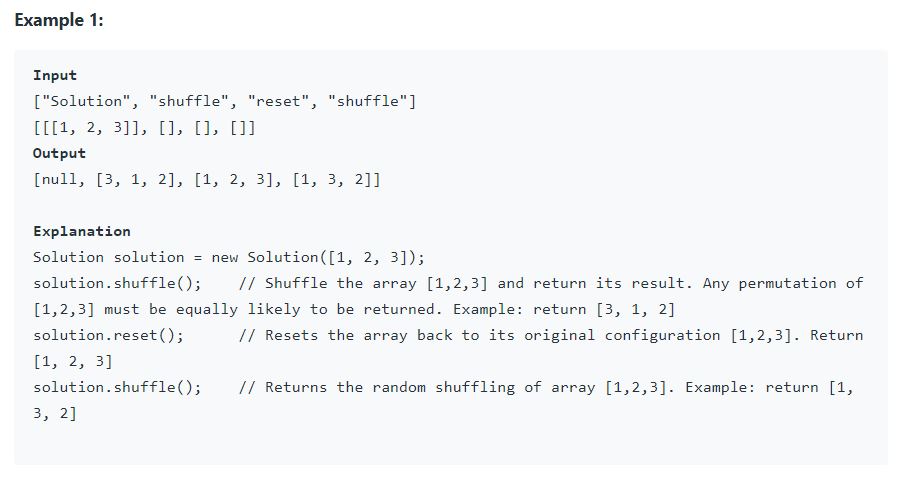 Example 1:
Input
["Solution", "shuffle", "reset", "shuffle"]
[[[1, 2, 3]], [], [], []]
Output
[null, [3, 1, 2], [1, 2, 3], [1, 3, 2]]
Explanation
Solution solution = new Solution([1, 2, 3]);
solution.shuffle();    // Shuffle the array [1,2,3] and return its result. Any permutation of
[1,2,3] must be equally likely to be returned. Example: return [3, 1, 2]
solution.reset();      // Resets the array back to its original configuration [1,2,3]. Return
[1, 2, 3]
solution.shuffle();    // Returns the random shuffling of array [1,2,3]. Example: return [1,
3, 2]